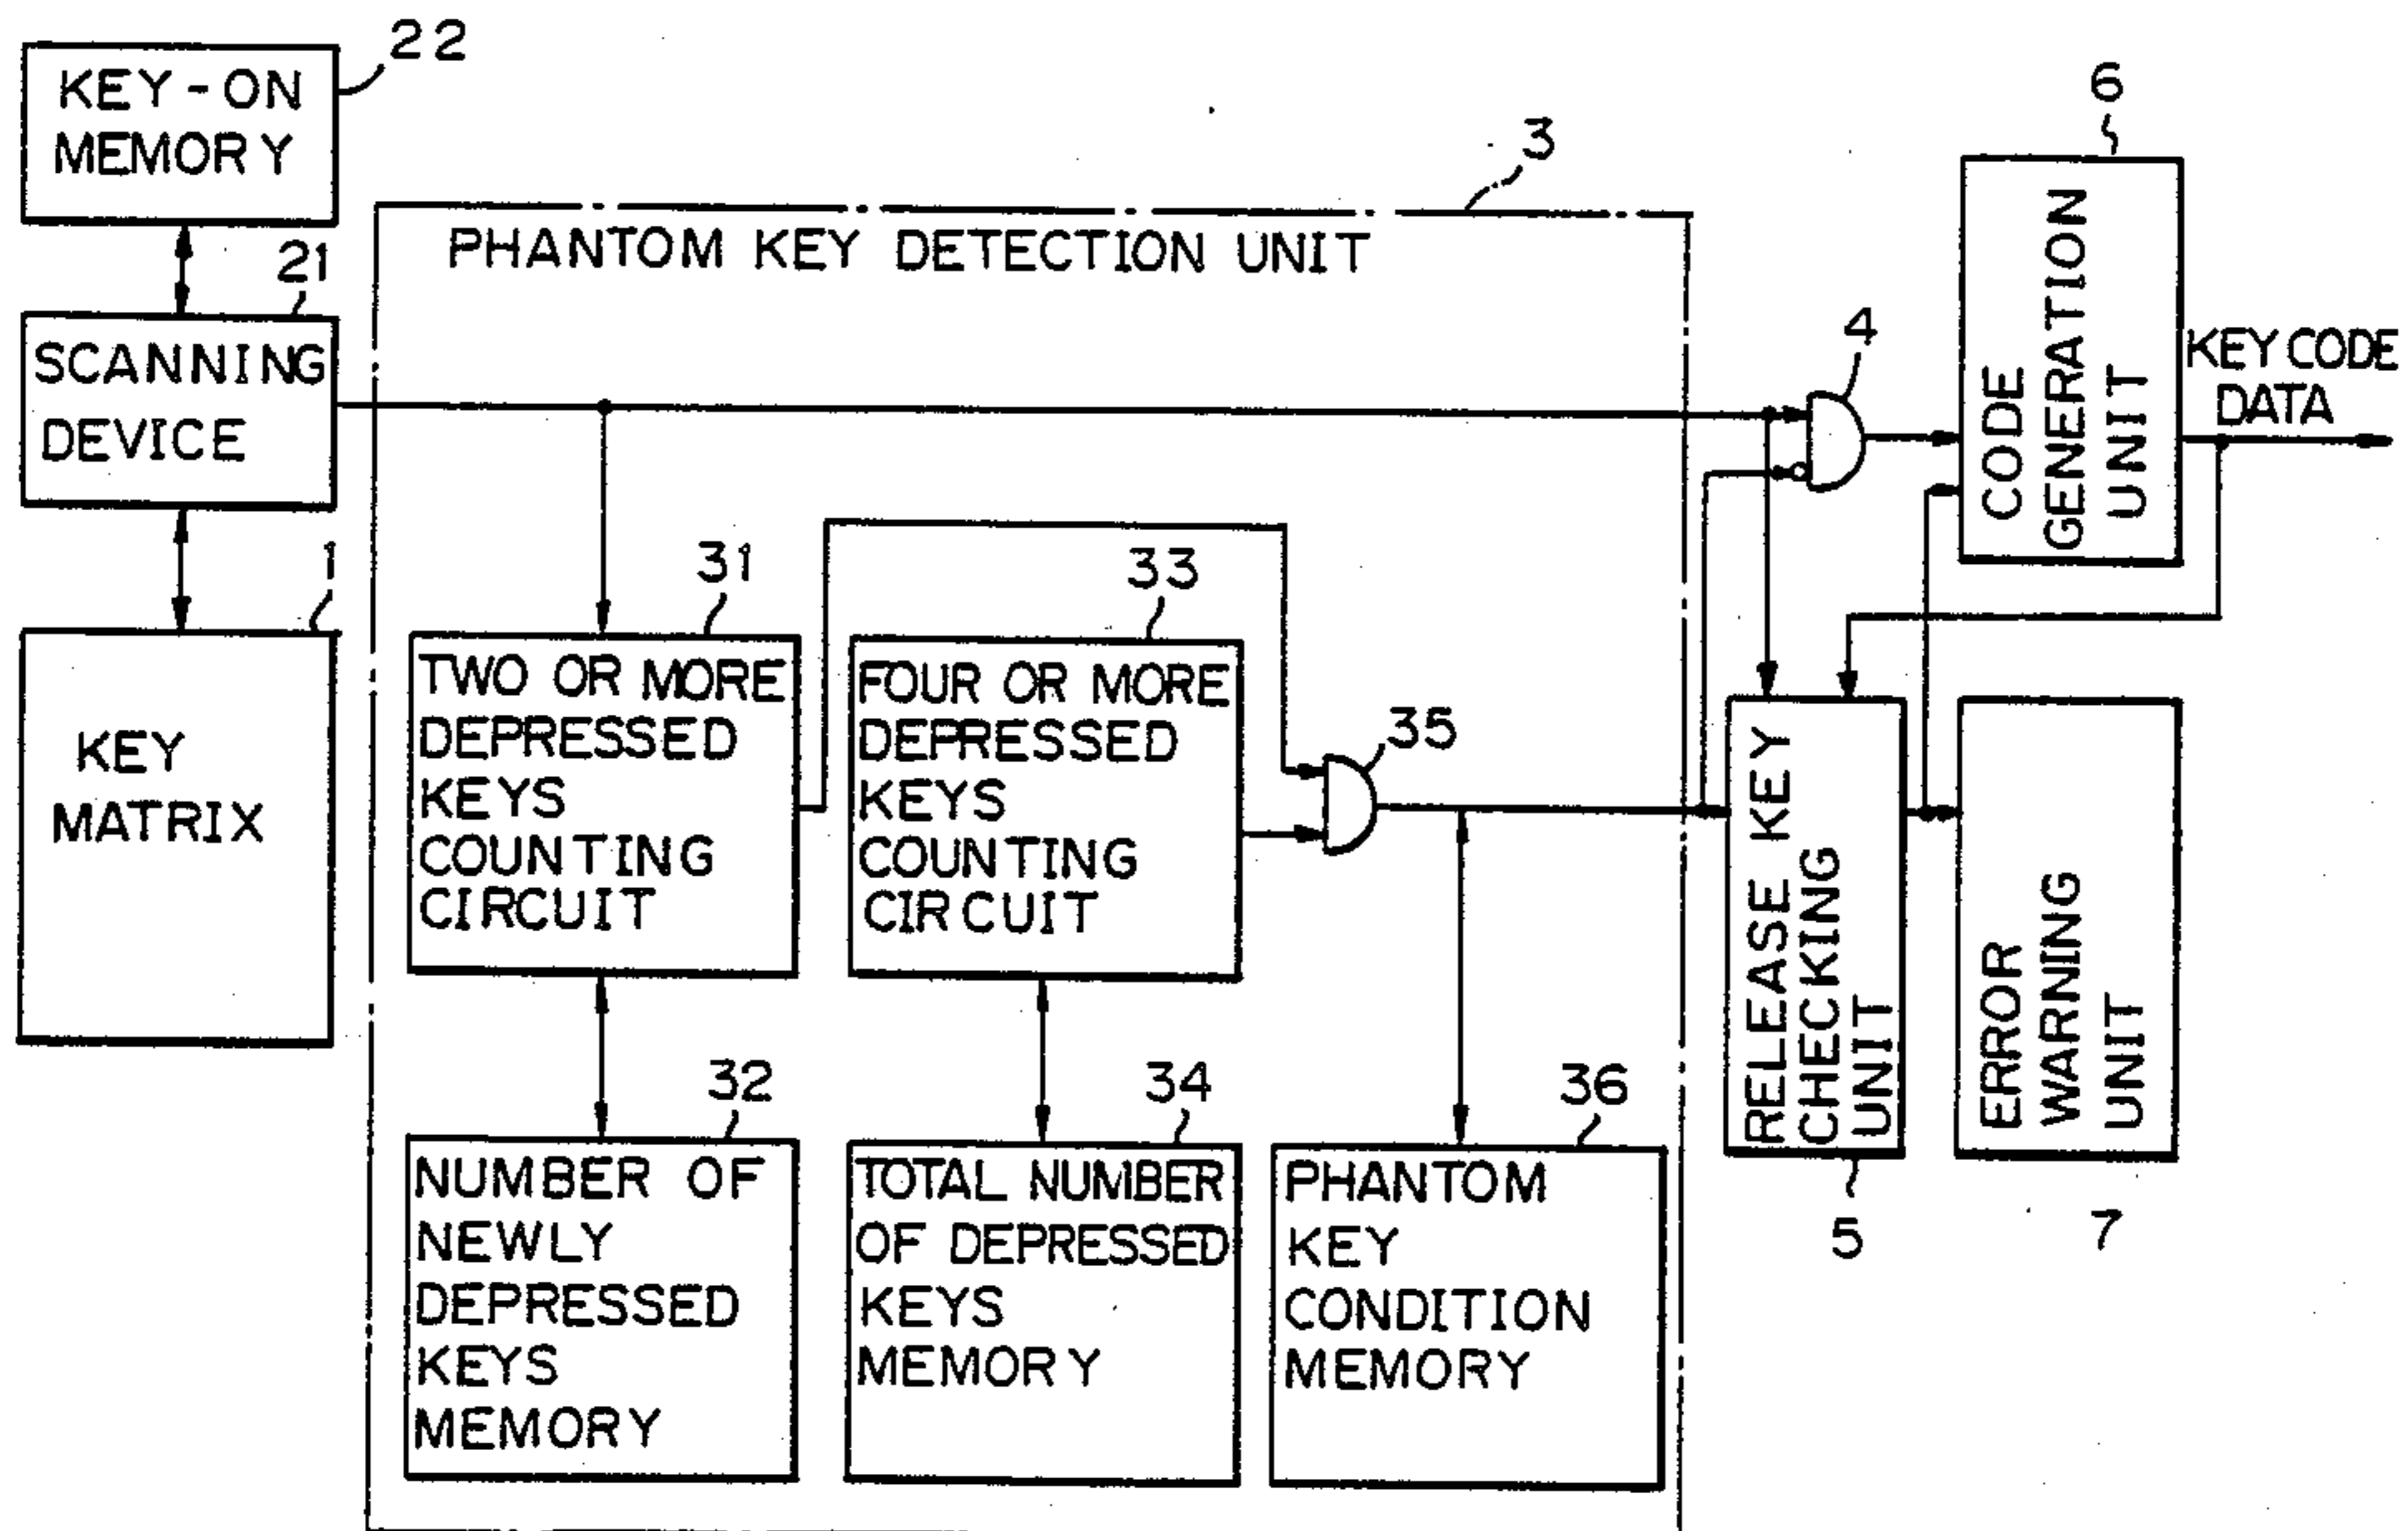 22
KEY-ON
MEMORY
21
SCANNING
DEVICE
1
KEY
MATRIX
3
PHANTOM KEY DETECTION UNIT
31
TWO OR MORE
DEPRESSED
KEYS
COUNTING
CIRCUIT
33
FOUR OR MORE
DEPRESSED
KEYS
COUNTING
CIRCUIT
35
32
NUMBER OF
NEWLY
DEPRESSED
KEYS
MEMORY
34
TOTAL NUMBER
OF DEPRESSED
KEYS
MEMORY
36
PHANTOM
KEY
CONDITION
MEMORY
4
6
CODE
GENERATION
UNIT
KEY CODE
DATA
RELEASE KEY
CHECKING
UNIT
5
ERROR
WARNING
UNIT
7